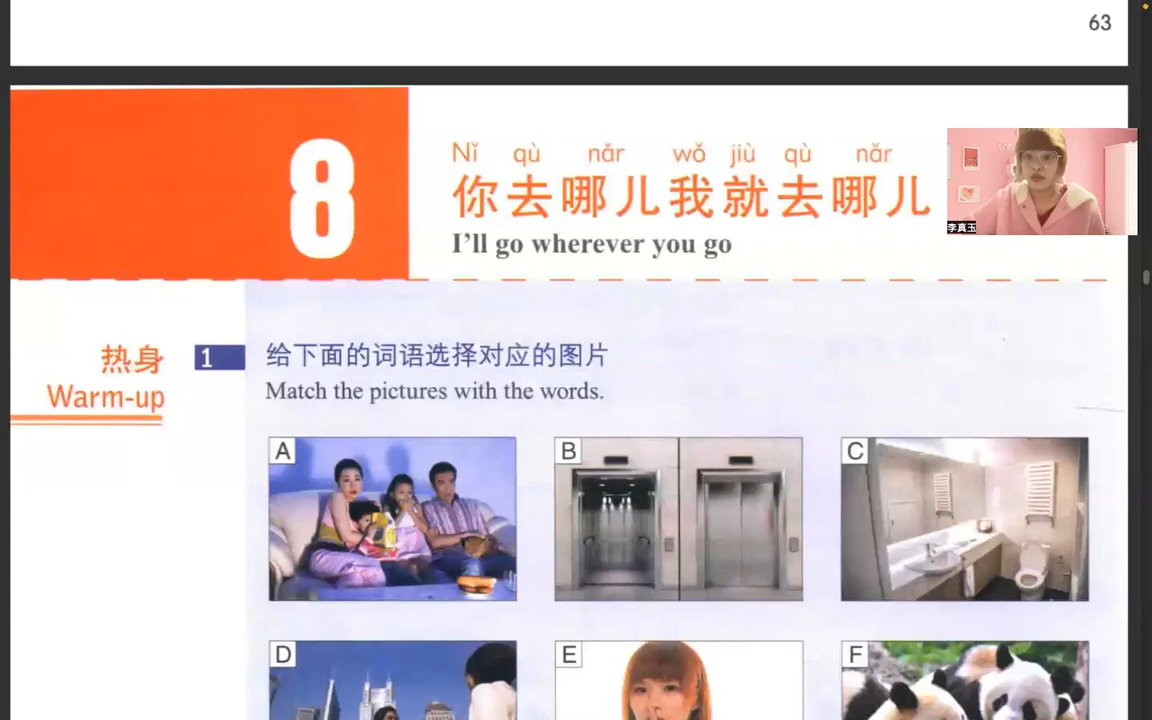 63
8
Nǐ qù nǎr wǒ jiù qù nǎr
你去哪儿我就去哪儿
I'll go wherever you go
李真玉
热身
Warm-up
1
给下面的词语选择对应的图片
Match the pictures with the words.
A
B
C
D
E
F